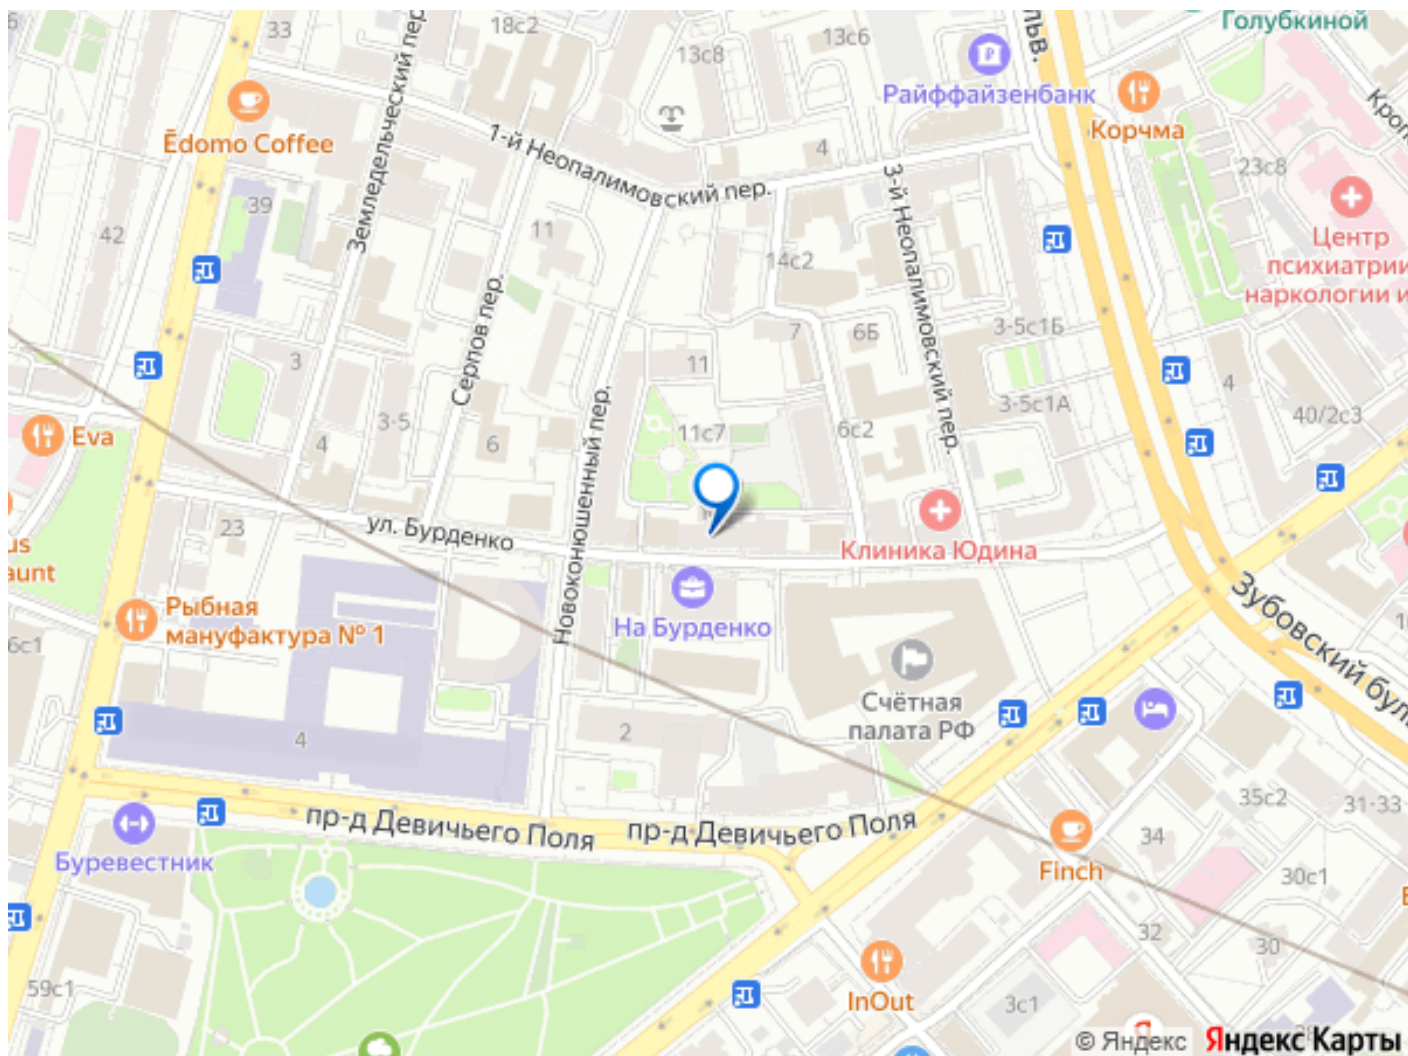 Голубкиной
33
18с2
13с8
13с6
Райффайзенбанк
Корчма
Ēdomo Coffee
Земледельческий пер.
1-й Неопалимовский пер.
4
3-й Неопалимовский пер.
23с8
39
42
11
14с2
Центр
психиатрии
наркологии и
Серпов пер.
3
7
6Б
3-5с1Б
11
4
3-5с1А
40/2с3
3-5
4
6
Новоконюшенный пер.
11с7
6с2
Eva
23
ул. Бурденко
Клиника Юдина
us
aunt
Рыбная
мануфактура № 1
На Бурденко
Зубовский бул
6с1
Счётная
палата РФ
4
2
35с2
31-33
пр-д Девичьего Поля
пр-д Девичьего Поля
Буревестник
34
Finch
30с1
32
30
59с1
InOut
3с1
© Яндекс
Яндекс Карты